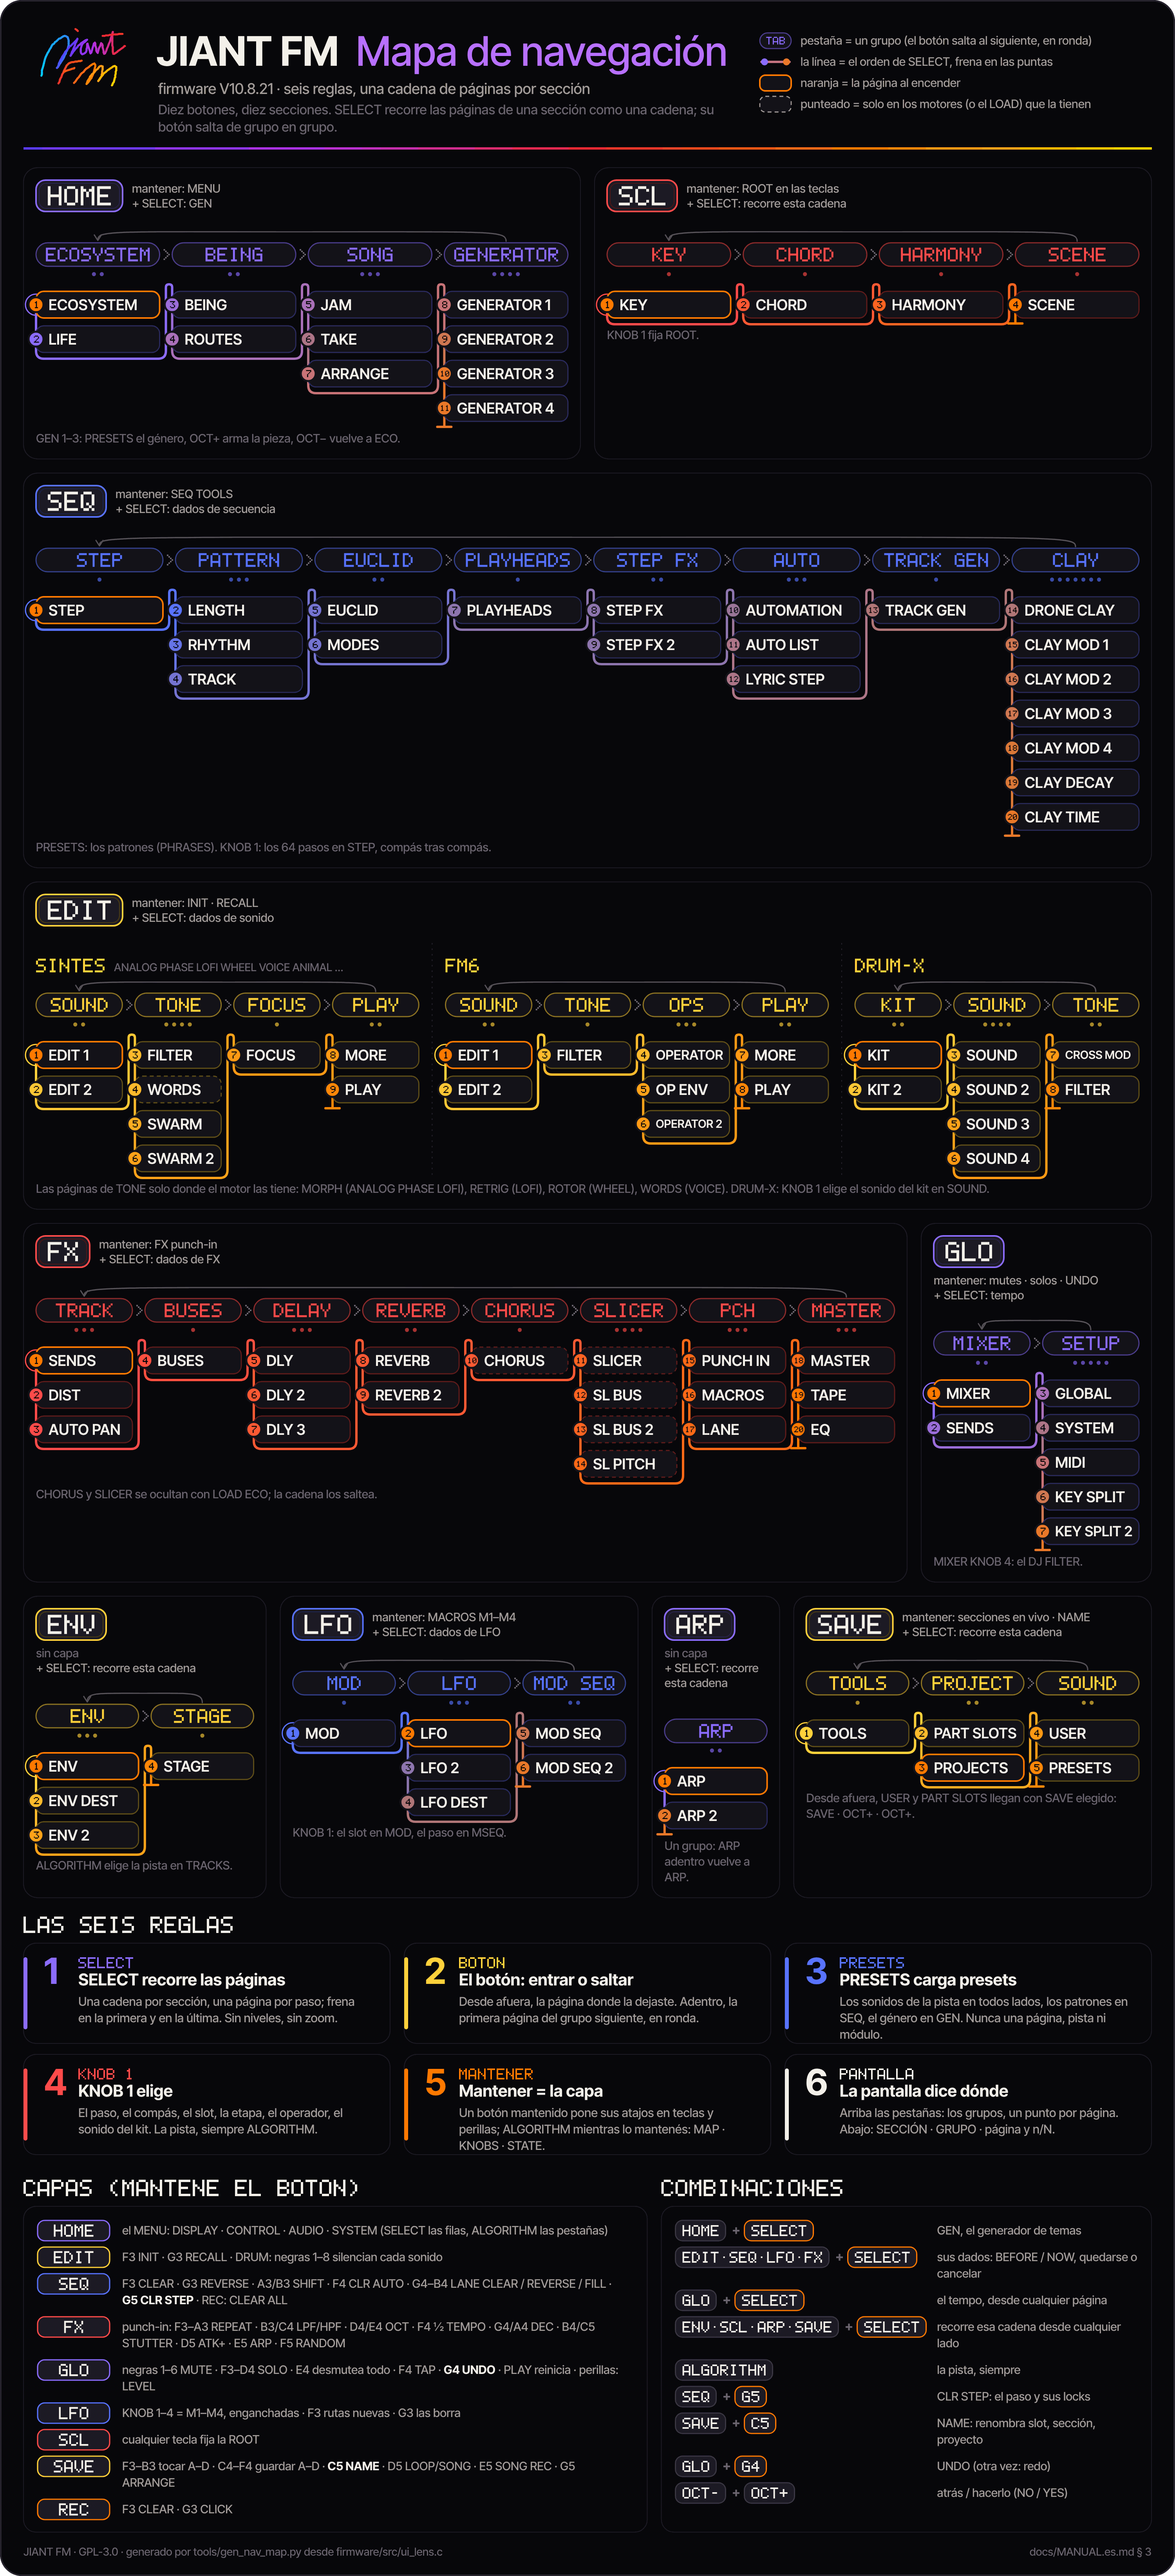 jiant Fm
JIANT FM Mapa de navegación
firmware V10.8.21 · seis reglas, una cadena de páginas por sección
Diez botones, diez secciones. SELECT recorre las páginas de una sección como una cadena; su
botón salta de grupo en grupo.
TAB pestaña = un grupo (el botón salta al siguiente, en ronda)
la línea = el orden de SELECT, frena en las puntas
naranja = la página al encender
punteado = solo en los motores (o el LOAD) que la tienen
HOME
mantener: MENU
+ SELECT: GEN
ECOSYSTEM > BEING > SONG > GENERATOR
1 ECOSYSTEM 3 BEING 5 JAM 8 GENERATOR 1
2 LIFE 4 ROUTES 6 TAKE 9 GENERATOR 2
7 ARRANGE 10 GENERATOR 3
11 GENERATOR 4
GEN 1–3: PRESETS el género, OCT+ arma la pieza, OCT− vuelve a ECO.
SCL
mantener: ROOT en las teclas
+ SELECT: recorre esta cadena
KEY > CHORD > HARMONY > SCENE
1 KEY 2 CHORD 3 HARMONY 4 SCENE
KNOB 1 fija ROOT.
SEQ
mantener: SEQ TOOLS
+ SELECT: dados de secuencia
STEP > PATTERN > EUCLID > PLAYHEADS > STEP FX > AUTO > TRACK GEN > CLAY
1 STEP 2 LENGTH 5 EUCLID 7 PLAYHEADS 8 STEP FX 10 AUTOMATION 13 TRACK GEN 14 DRONE CLAY
3 RHYTHM 6 MODES 9 STEP FX 2 11 AUTO LIST 15 CLAY MOD 1
4 TRACK 12 LYRIC STEP 16 CLAY MOD 2
17 CLAY MOD 3
18 CLAY MOD 4
19 CLAY DECAY
20 CLAY TIME
PRESETS: los patrones (PHRASES). KNOB 1: los 64 pasos en STEP, compás tras compás.
EDIT
mantener: INIT · RECALL
+ SELECT: dados de sonido
SINTES ANALOG PHASE LOFI WHEEL VOICE ANIMAL ...
SOUND > TONE > FOCUS > PLAY
1 EDIT 1 3 FILTER 7 FOCUS 8 MORE
2 EDIT 2 4 WORDS 9 PLAY
5 SWARM
6 SWARM 2
FM6
SOUND > TONE > OPS > PLAY
1 EDIT 1 3 FILTER 4 OPERATOR 7 MORE
2 EDIT 2 5 OP ENV 8 PLAY
6 OPERATOR 2
DRUM-X
KIT > SOUND > TONE
1 KIT 3 SOUND 7 CROSS MOD
2 KIT 2 4 SOUND 2 8 FILTER
5 SOUND 3
6 SOUND 4
Las páginas de TONE solo donde el motor las tiene: MORPH (ANALOG PHASE LOFI), RETRIG (LOFI), ROTOR (WHEEL), WORDS (VOICE). DRUM-X: KNOB 1 elige el sonido del kit en SOUND.
FX
mantener: FX punch-in
+ SELECT: dados de FX
TRACK > BUSES > DELAY > REVERB > CHORUS > SLICER > PCH > MASTER
1 SENDS 4 BUSES 5 DLY 8 REVERB 10 CHORUS 11 SLICER 15 PUNCH IN 18 MASTER
2 DIST 6 DLY 2 9 REVERB 2 12 SL BUS 16 MACROS 19 TAPE
3 AUTO PAN 7 DLY 3 13 SL BUS 2 17 LANE 20 EQ
14 SL PITCH
CHORUS y SLICER se ocultan con LOAD ECO; la cadena los saltea.
GLO
mantener: mutes · solos · UNDO
+ SELECT: tempo
MIXER > SETUP
1 MIXER 3 GLOBAL
2 SENDS 4 SYSTEM
5 MIDI
6 KEY SPLIT
7 KEY SPLIT 2
MIXER KNOB 4: el DJ FILTER.
ENV
sin capa
+ SELECT: recorre esta cadena
ENV > STAGE
1 ENV 4 STAGE
2 ENV DEST
3 ENV 2
ALGORITHM elige la pista en TRACKS.
LFO
mantener: MACROS M1–M4
+ SELECT: dados de LFO
MOD > LFO > MOD SEQ
1 MOD 2 LFO 5 MOD SEQ
3 LFO 2 6 MOD SEQ 2
4 LFO DEST
KNOB 1: el slot en MOD, el paso en MSEQ.
ARP
sin capa
+ SELECT: recorre
esta cadena
ARP
1 ARP
2 ARP 2
Un grupo: ARP
adentro vuelve a
ARP.
SAVE
mantener: secciones en vivo · NAME
+ SELECT: recorre esta cadena
TOOLS > PROJECT > SOUND
1 TOOLS 2 PART SLOTS 4 USER
3 PROJECTS 5 PRESETS
Desde afuera, USER y PART SLOTS llegan con SAVE elegido:
SAVE · OCT+ · OCT+.
LAS SEIS REGLAS
1 SELECT
SELECT recorre las páginas
Una cadena por sección, una página por paso; frena
en la primera y en la última. Sin niveles, sin zoom.
2 BOTON
El botón: entrar o saltar
Desde afuera, la página donde la dejaste. Adentro, la
primera página del grupo siguiente, en ronda.
3 PRESETS
PRESETS carga presets
Los sonidos de la pista en todos lados, los patrones en
SEQ, el género en GEN. Nunca una página, pista ni
módulo.
4 KNOB 1
KNOB 1 elige
El paso, el compás, el slot, la etapa, el operador, el
sonido del kit. La pista, siempre ALGORITHM.
5 MANTENER
Mantener = la capa
Un botón mantenido pone sus atajos en teclas y
perillas; ALGORITHM mientras lo mantenés: MAP ·
KNOBS · STATE.
6 PANTALLA
La pantalla dice dónde
Arriba las pestañas: los grupos, un punto por página.
Abajo: SECCIÓN · GRUPO · página y n/N.
CAPAS (MANTENE EL BOTON)
HOME el MENU: DISPLAY · CONTROL · AUDIO · SYSTEM (SELECT las filas, ALGORITHM las pestañas)
EDIT F3 INIT · G3 RECALL · DRUM: negras 1–8 silencian cada sonido
SEQ F3 CLEAR · G3 REVERSE · A3/B3 SHIFT · F4 CLR AUTO · G4–B4 LANE CLEAR / REVERSE / FILL ·
G5 CLR STEP · REC: CLEAR ALL
FX punch-in: F3–A3 REPEAT · B3/C4 LPF/HPF · D4/E4 OCT · F4 ½ TEMPO · G4/A4 DEC · B4/C5
STUTTER · D5 ATK+ · E5 ARP · F5 RANDOM
GLO negras 1–6 MUTE · F3–D4 SOLO · E4 desmutea todo · F4 TAP · G4 UNDO · PLAY reinicia · perillas:
LEVEL
LFO KNOB 1–4 = M1–M4, enganchadas · F3 rutas nuevas · G3 las borra
SCL cualquier tecla fija la ROOT
SAVE F3–B3 tocar A–D · C4–F4 guardar A–D · C5 NAME · D5 LOOP/SONG · E5 SONG REC · G5
ARRANGE
REC F3 CLEAR · G3 CLICK
COMBINACIONES
HOME + SELECT GEN, el generador de temas
EDIT·SEQ·LFO·FX + SELECT sus dados: BEFORE / NOW, quedarse o
cancelar
GLO + SELECT el tempo, desde cualquier página
ENV·SCL·ARP·SAVE + SELECT recorre esa cadena desde cualquier
lado
ALGORITHM la pista, siempre
SEQ + G5 CLR STEP: el paso y sus locks
SAVE + C5 NAME: renombra slot, sección,
proyecto
GLO + G4 UNDO (otra vez: redo)
OCT- + OCT+ atrás / hacerlo (NO / YES)
JIANT FM · GPL-3.0 · generado por tools/gen_nav_map.py desde firmware/src/ui_lens.c
docs/MANUAL.es.md § 3